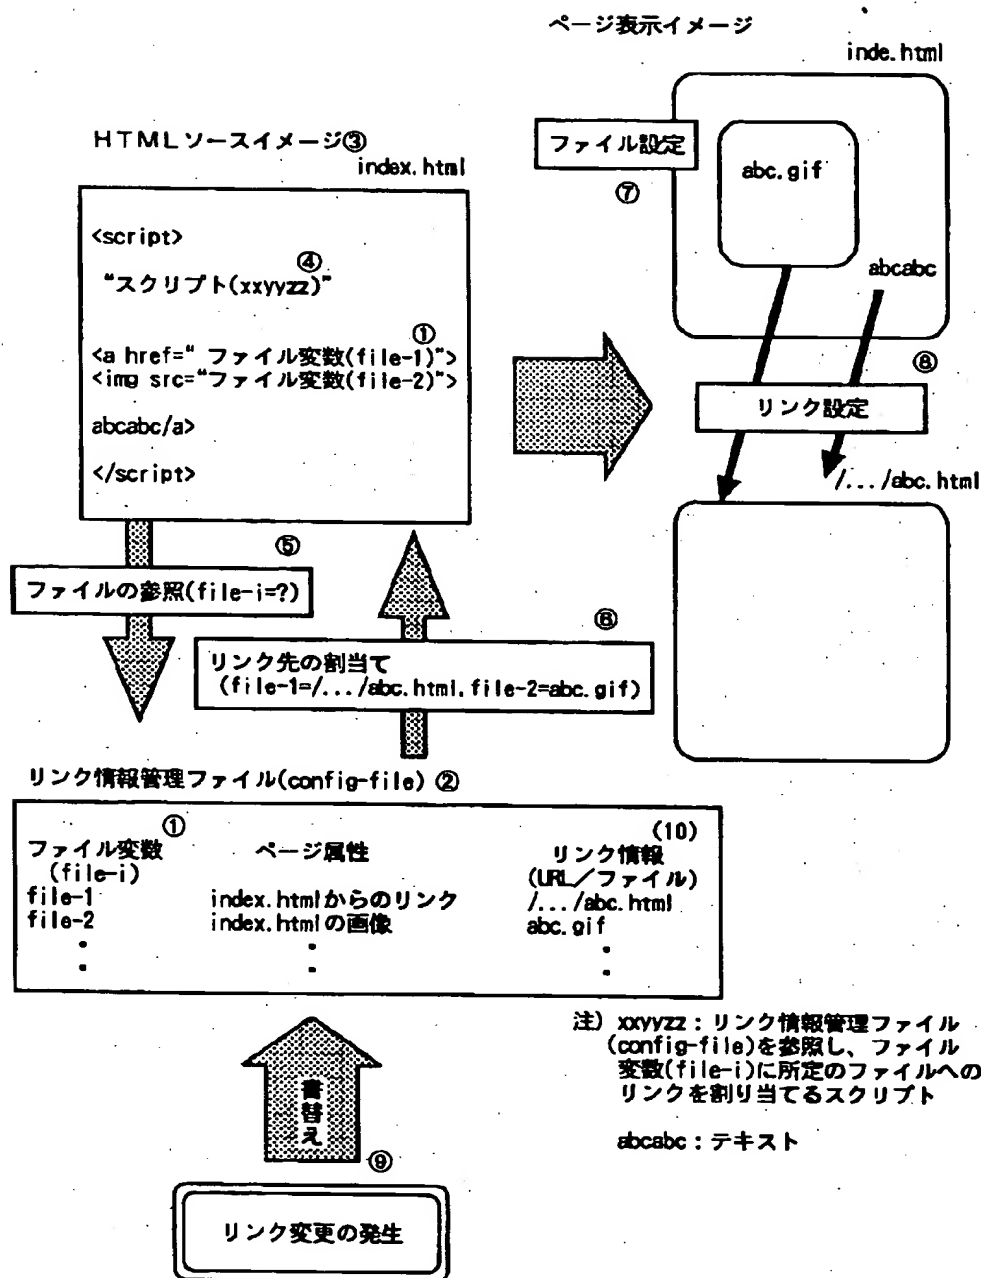 ページ表示イメージ
inde.html
HTMLソースイメージ③
index.html
ファイル設定
⑦
abc.gif
abcabc
<script>
④
“スクリプト(xxyyzz)”
①
<a href=“ ファイル変数(file-1)”>
<img src=“ファイル変数(file-2)”>
abcabc/a>
</script>
⑧
リンク設定
/.../abc.html
⑤
ファイルの参照(file-i=?)
⑥
リンク先の割当て
(file-1=/.../abc.html.file-2=abc.gif)
リンク情報管理ファイル(config-file) ②
① (10)
ファイル変数 ページ属性 リンク情報
(file-i) (URL/ファイル)
file-1 index.htmlからのリンク /.../abc.html
file-2 index.htmlの画像 abc.gif
注) xxyyzz:リンク情報管理ファイル
(config-file)を参照し、ファイル
変数(file-i)に所定のファイルへの
リンクを割り当てるスクリプト
abcabc:テキスト
書替え
⑨
リンク変更の発生